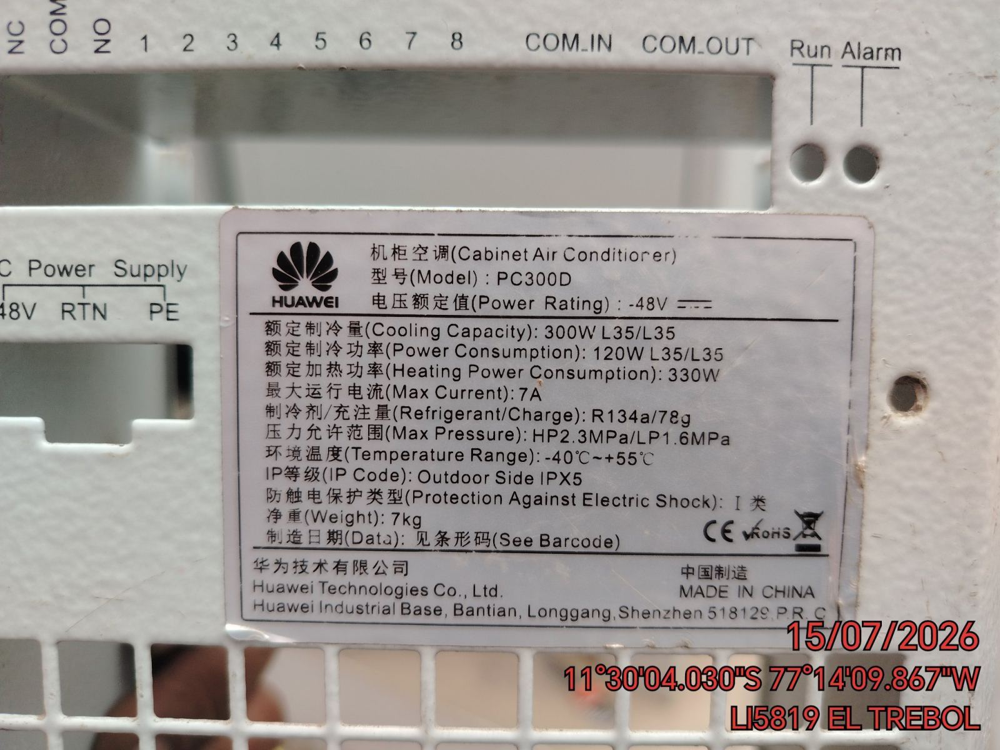 NC COM NO 1 2 3 4 5 6 7 8 COM_IN COM_OUT Run Alarm
C Power Supply
48V RTN PE
HUAWEI
机柜空调(Cabinet Air Conditioner)
型号(Model) : PC300D
电压额定值(Power Rating) : -48V
额定制冷量(Cooling Capacity): 300W L35/L35
额定制冷功率(Power Consumption): 120W L35/L35
额定加热功率(Heating Power Consumption): 330W
最大运行电流(Max Current): 7A
制冷剂/充注量(Refrigerant/Charge): R134a/78g
压力允许范围(Max Pressure): HP2.3MPa/LP1.6MPa
环境温度(Temperature Range): -40℃~+55℃
IP等级(IP Code): Outdoor Side IPX5
防触电保护类型(Protection Against Electric Shock): I 类
净重(Weight): 7kg
制造日期(Data): 见条形码(See Barcode)
CE RoHS
华为技术有限公司
Huawei Technologies Co., Ltd.
中国制造
MADE IN CHINA
Huawei Industrial Base, Bantian, Longgang, Shenzhen 518129, P.R. C
15/07/2026
11°30'04.030"S 77°14'09.867"W
LI5819 EL TREBOL